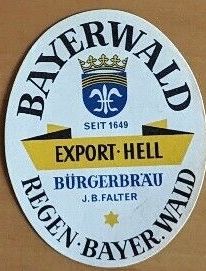 BAYERWALD
SEIT 1649
EXPORT·HELL
BÜRGERBRÄU
J.B.FALTER
REGEN·BAYER.WALD